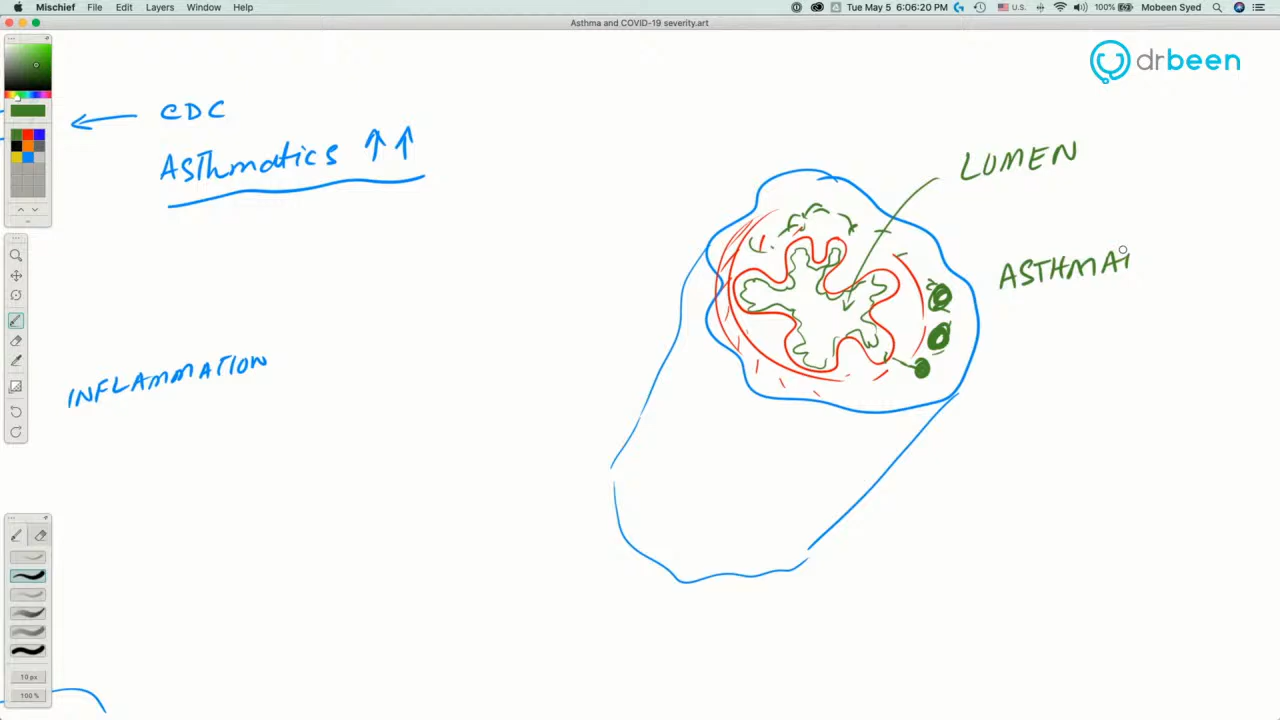 Mischief File Edit Layers Window Help
U.S. 100% Tue May 5 6:06:20 PM Mobeen Syed
Asthma and COVID-19 severity.art
drbeen
CDC
Asthmatics
LUMEN
ASTHMAT
INFLAMMATION
10 px
100 %